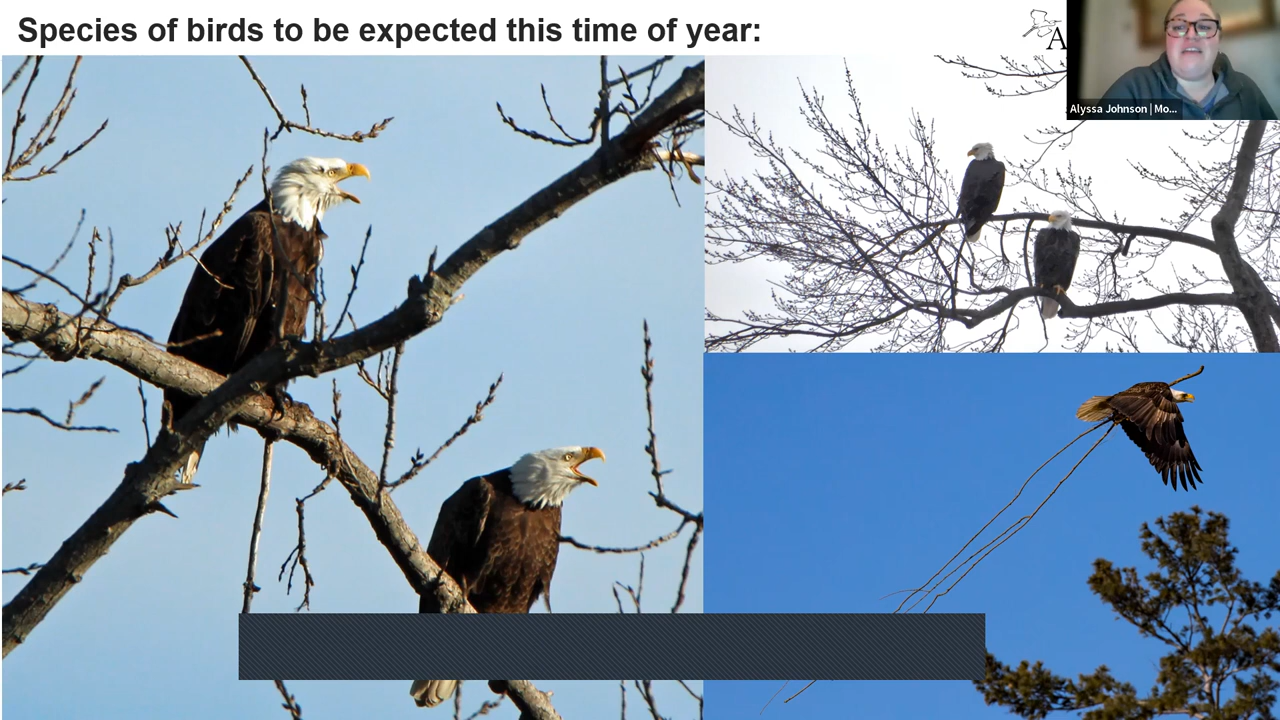 Species of birds to be expected this time of year:
A
Alyssa Johnson | Mo...